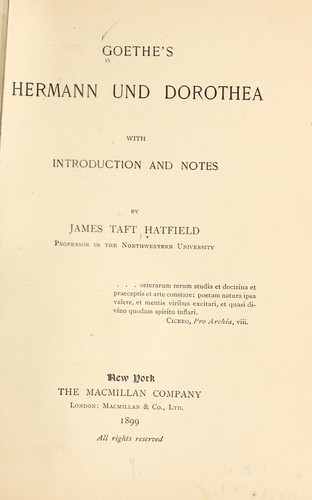 GOETHE'S
HERMANN UND DOROTHEA
WITH
INTRODUCTION AND NOTES
BY
JAMES TAFT HATFIELD
PROFESSOR IN THE NORTHWESTERN UNIVERSITY
. . . ceterarum rerum studia et doctrina et
praeceptis et arte constare: poetam natura ipsa
valere, et mentis viribus excitari, et quasi di-
vino quodam spiritu inflari.
CICERO, Pro Archia, viii.
New York
THE MACMILLAN COMPANY
LONDON: MACMILLAN & CO., LTD.
1899
All rights reserved